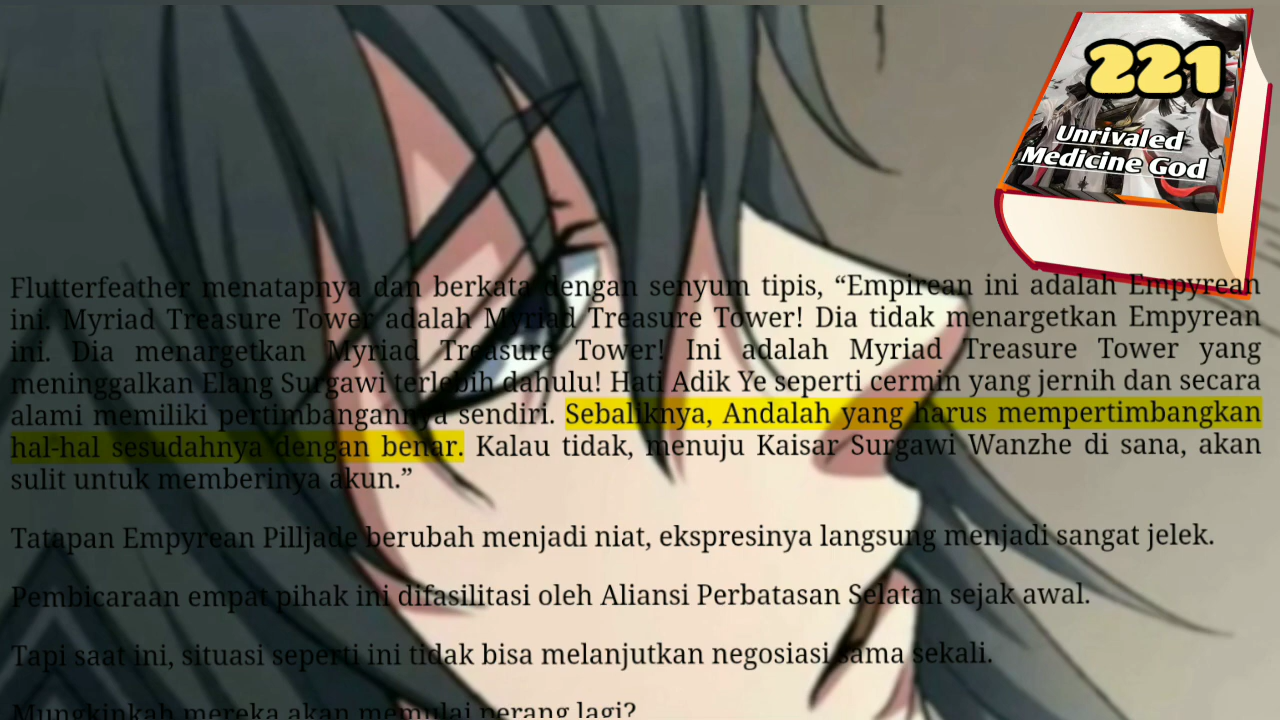 221
Unrivaled
Medicine God
Flutterfeather menatapnya dan berkata dengan senyum tipis, “Empirean ini adalah Empyrean
ini. Myriad Treasure Tower adalah Myriad Treasure Tower! Dia tidak menargetkan Empyrean
ini. Dia menargetkan Myriad Treasure Tower! Ini adalah Myriad Treasure Tower yang
meninggalkan Elang Surgawi terlebih dahulu! Hati Adik Ye seperti cermin yang jernih dan secara
alami memiliki pertimbangannya sendiri. Sebaliknya, Andalah yang harus mempertimbangkan
hal-hal sesudahnya dengan benar. Kalau tidak, menuju Kaisar Surgawi Wanzhe di sana, akan
sulit untuk memberinya akun.”
Tatapan Empyrean Pilljade berubah menjadi niat, ekspresinya langsung menjadi sangat jelek.
Pembicaraan empat pihak ini difasilitasi oleh Aliansi Perbatasan Selatan sejak awal.
Tapi saat ini, situasi seperti ini tidak bisa melanjutkan negosiasi sama sekali.
Mungkinkah mereka akan memulai perang lagi?